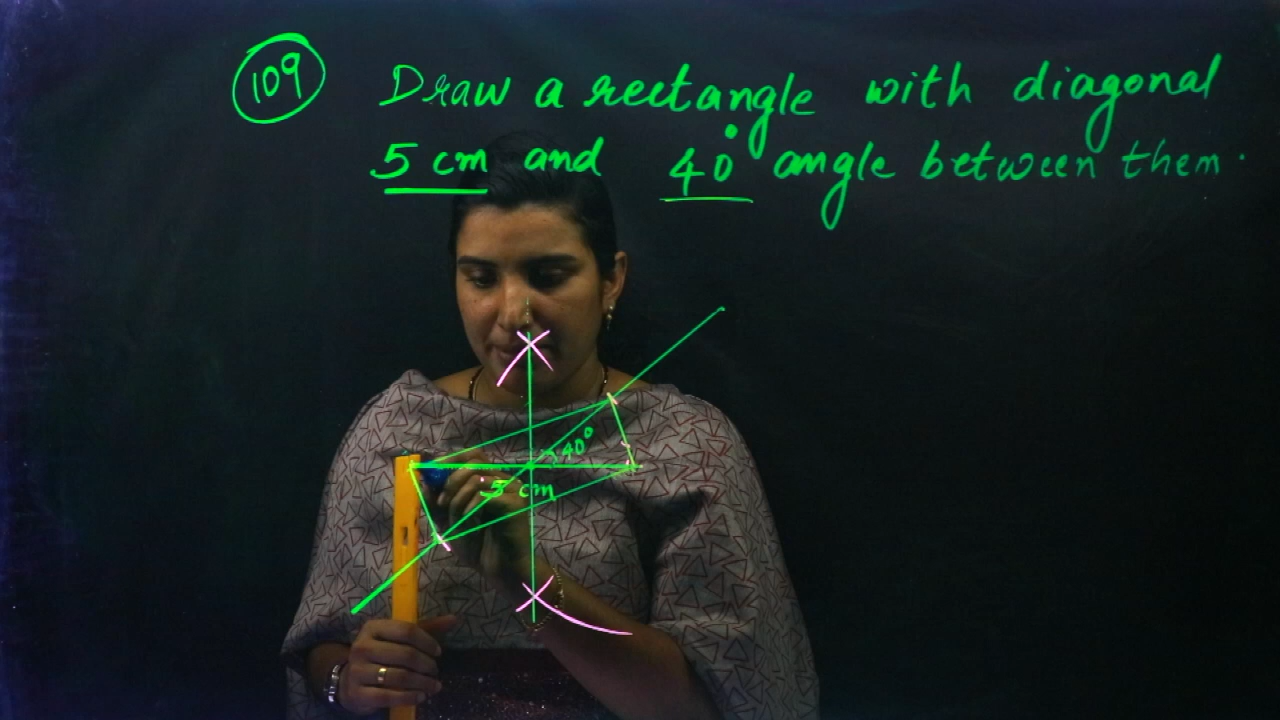 109 Draw a rectangle with diagonal
5 cm and 40° angle between them.
40°
5 cm